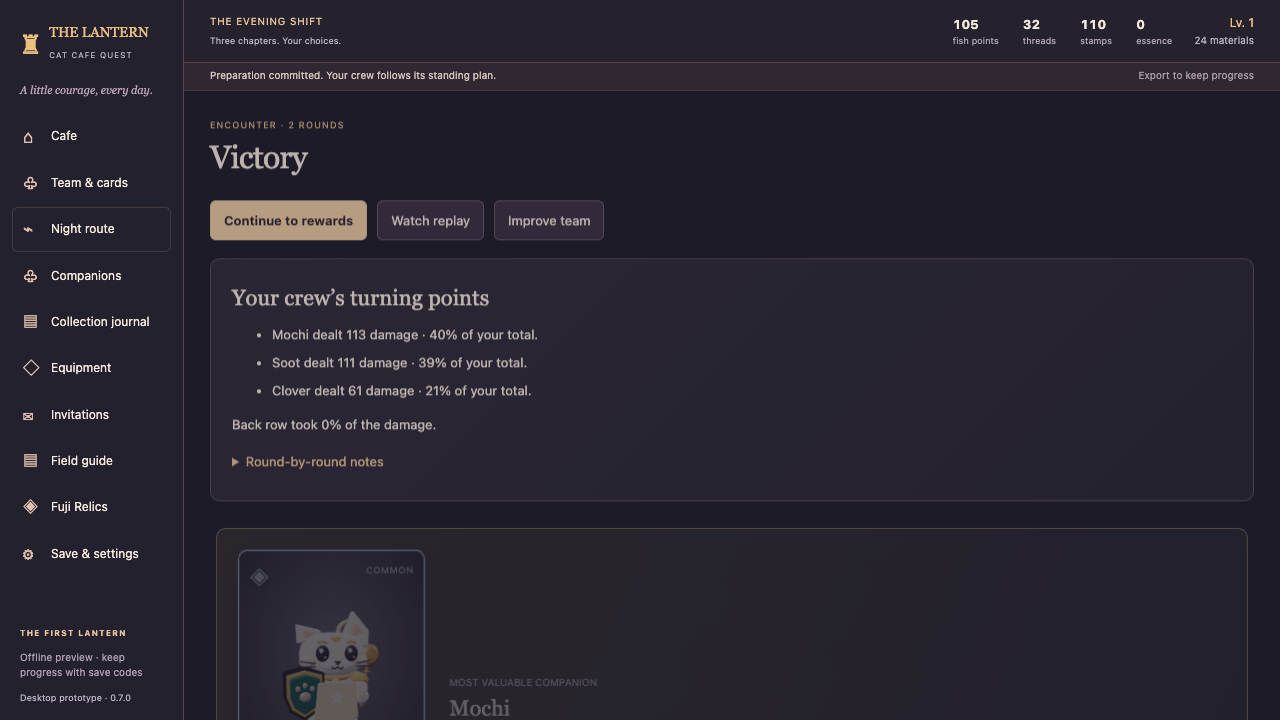 THE LANTERN
CAT CAFE QUEST
A little courage, every day.
Cafe
Team & cards
Night route
Companions
Collection journal
Equipment
Invitations
Field guide
Fuji Relics
Save & settings
THE FIRST LANTERN
Offline preview · keep
progress with save codes
Desktop prototype · 0.7.0
THE EVENING SHIFT
Three chapters. Your choices.
105
fish points
32
threads
110
stamps
0
essence
Lv. 1
24 materials
Preparation committed. Your crew follows its standing plan.
Export to keep progress
ENCOUNTER · 2 ROUNDS
Victory
Continue to rewards
Watch replay
Improve team
Your crew’s turning points
• Mochi dealt 113 damage · 40% of your total.
• Soot dealt 111 damage · 39% of your total.
• Clover dealt 61 damage · 21% of your total.
Back row took 0% of the damage.
Round-by-round notes
COMMON
MOST VALUABLE COMPANION
Mochi